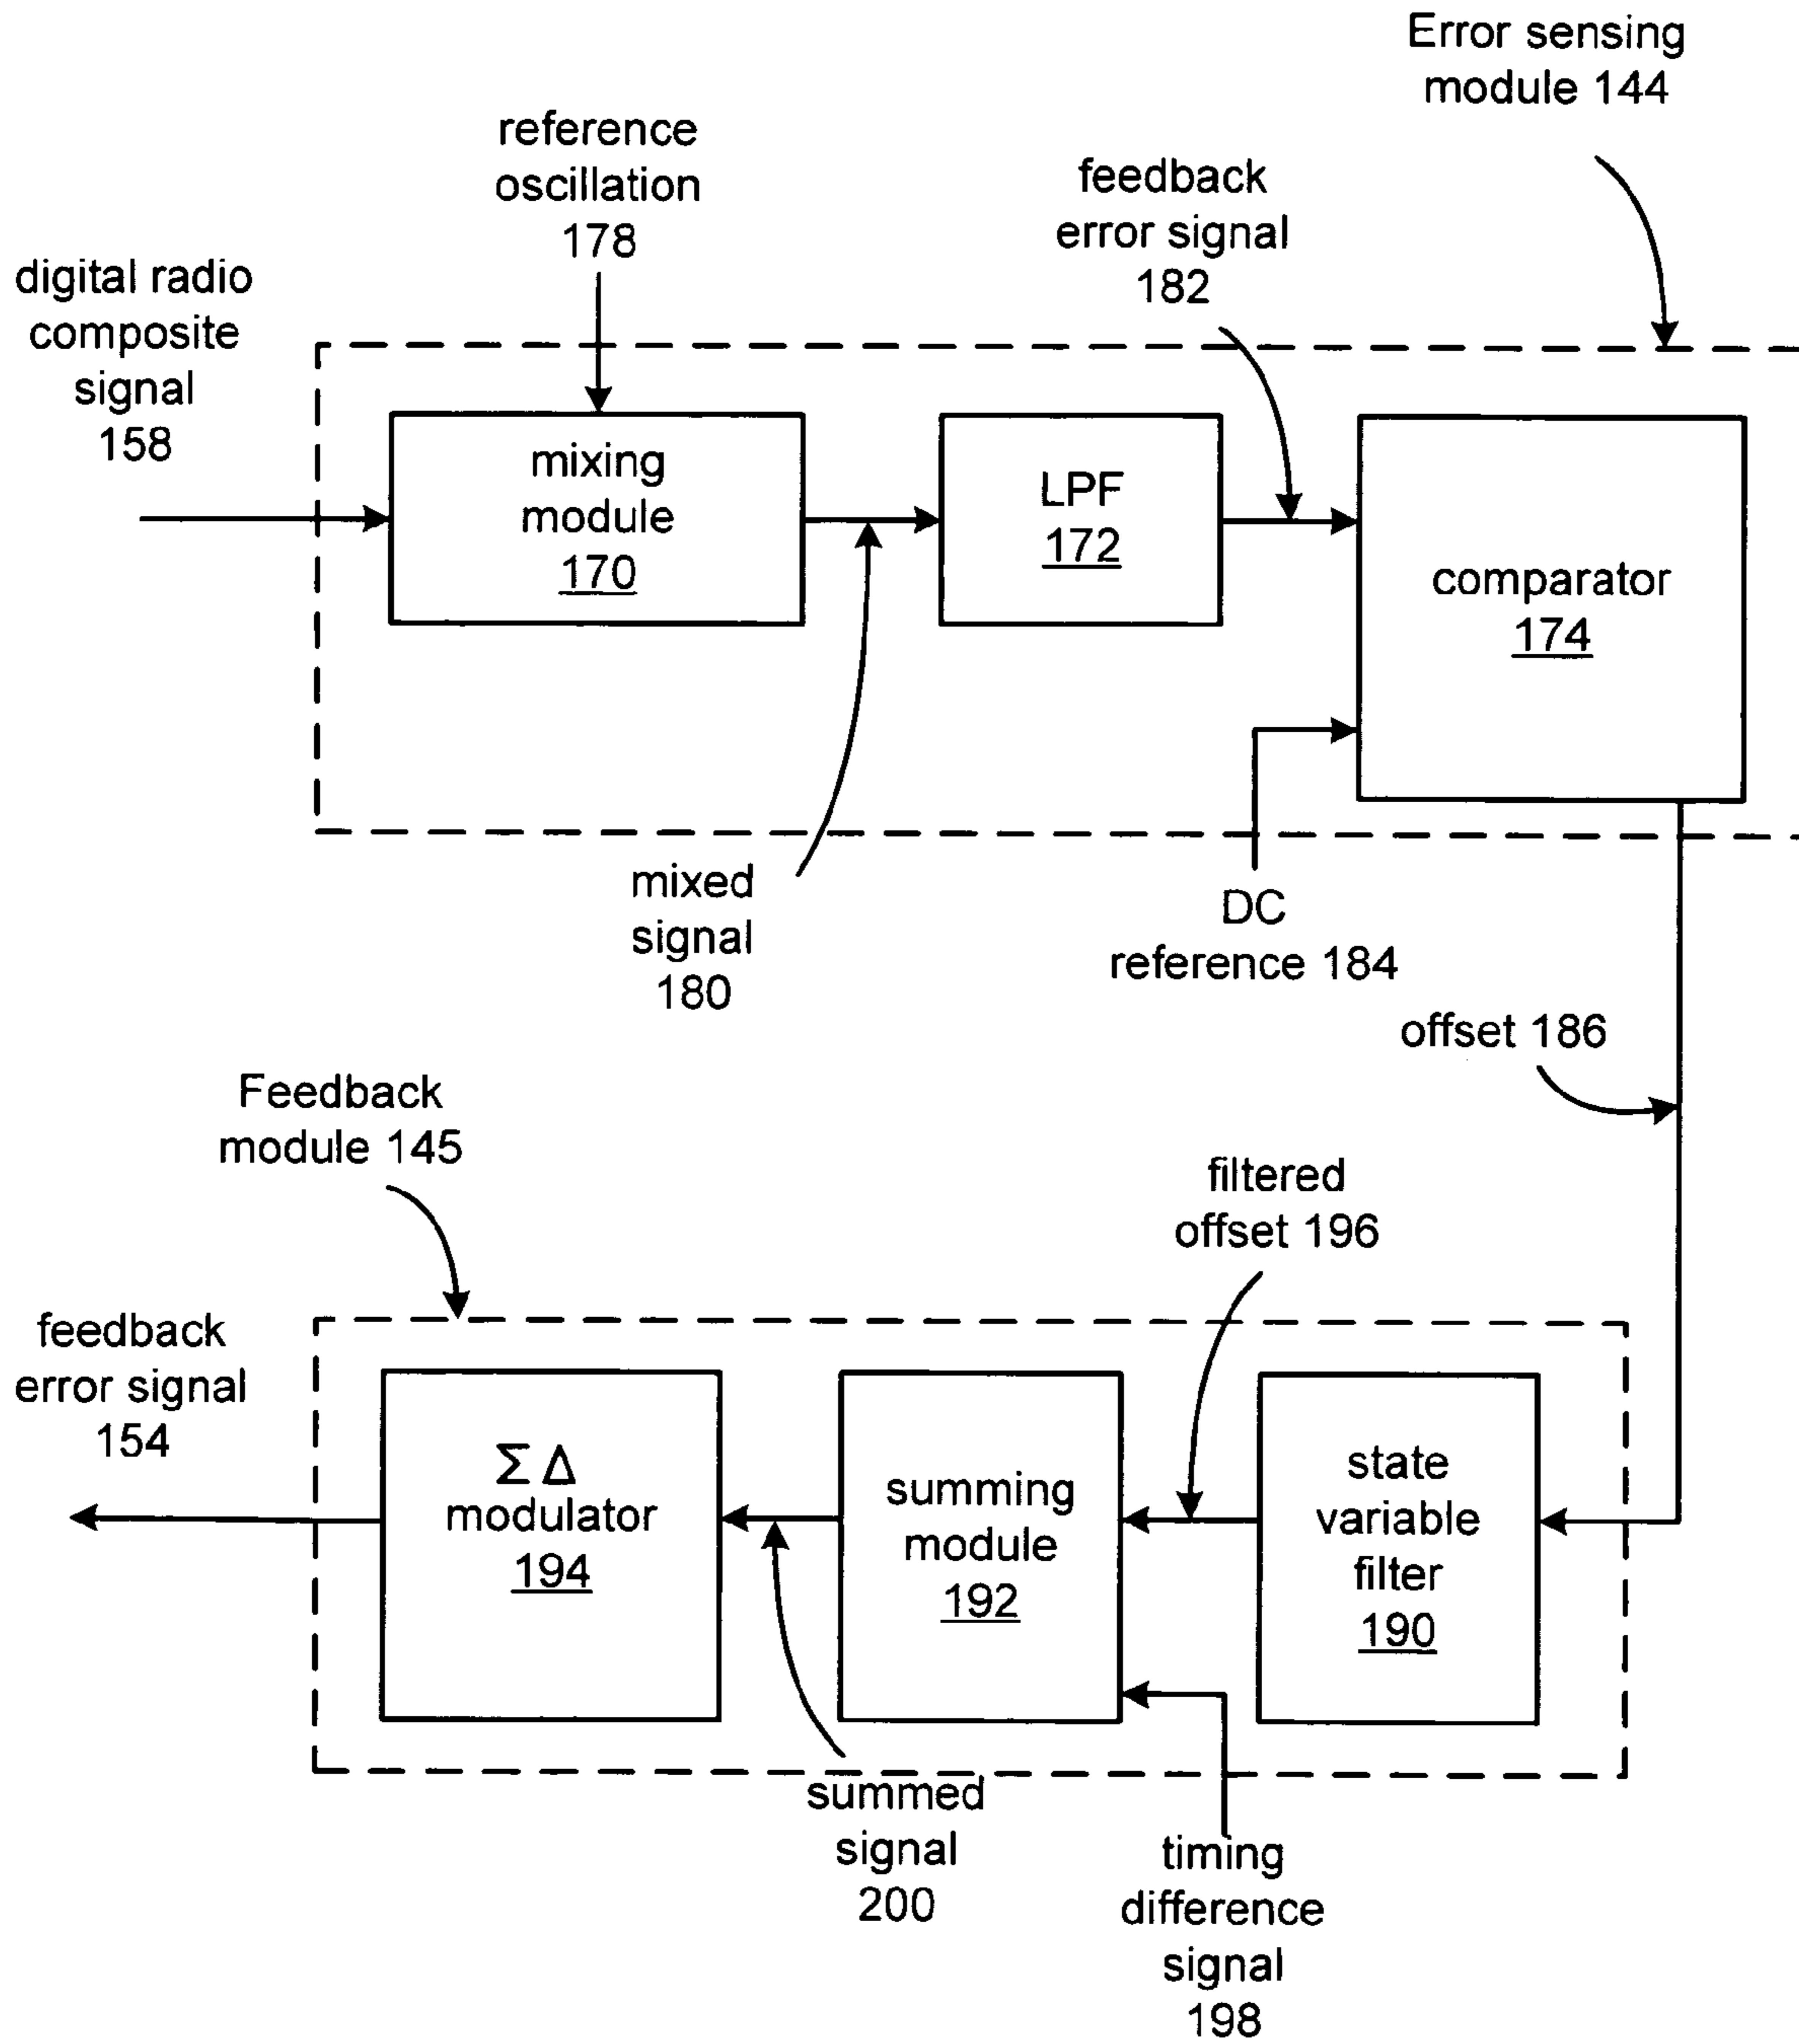 Error sensing
module 144
reference
oscillation
178
feedback
error signal
182
digital radio
composite
signal
158
mixing
module
170
LPF
172
comparator
174
mixed
signal
180
DC
reference 184
offset 186
Feedback
module 145
filtered
offset 196
feedback
error signal
154
Σ Δ
modulator
194
summing
module
192
state
variable
filter
190
summed
signal
200
timing
difference
signal
198